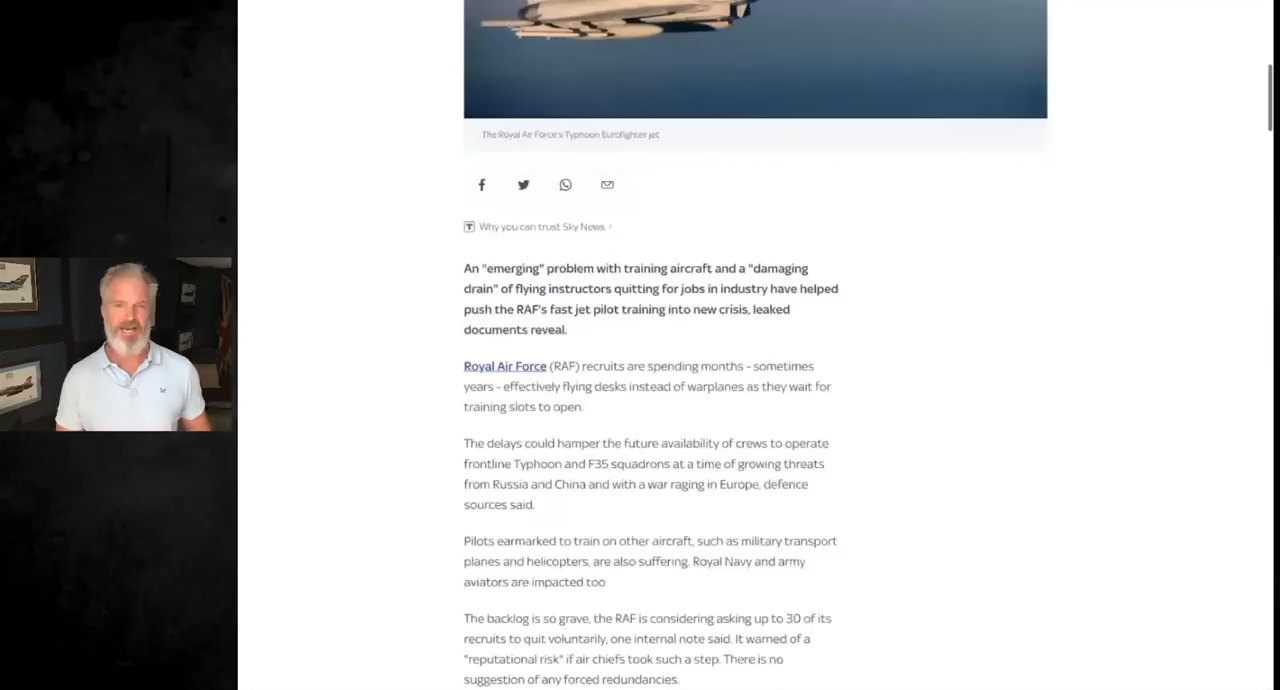 The Royal Air Force's Typhoon Eurofighter jet
Why you can trust Sky News
An "emerging" problem with training aircraft and a "damaging
drain" of flying instructors quitting for jobs in industry have helped
push the RAF's fast jet pilot training into new crisis, leaked
documents reveal.
Royal Air Force (RAF) recruits are spending months - sometimes
years - effectively flying desks instead of warplanes as they wait for
training slots to open.
The delays could hamper the future availability of crews to operate
frontline Typhoon and F35 squadrons at a time of growing threats
from Russia and China and with a war raging in Europe, defence
sources said.
Pilots earmarked to train on other aircraft, such as military transport
planes and helicopters, are also suffering. Royal Navy and army
aviators are impacted too
The backlog is so grave, the RAF is considering asking up to 30 of its
recruits to quit voluntarily, one internal note said. It warned of a
"reputational risk" if air chiefs took such a step. There is no
suggestion of any forced redundancies.